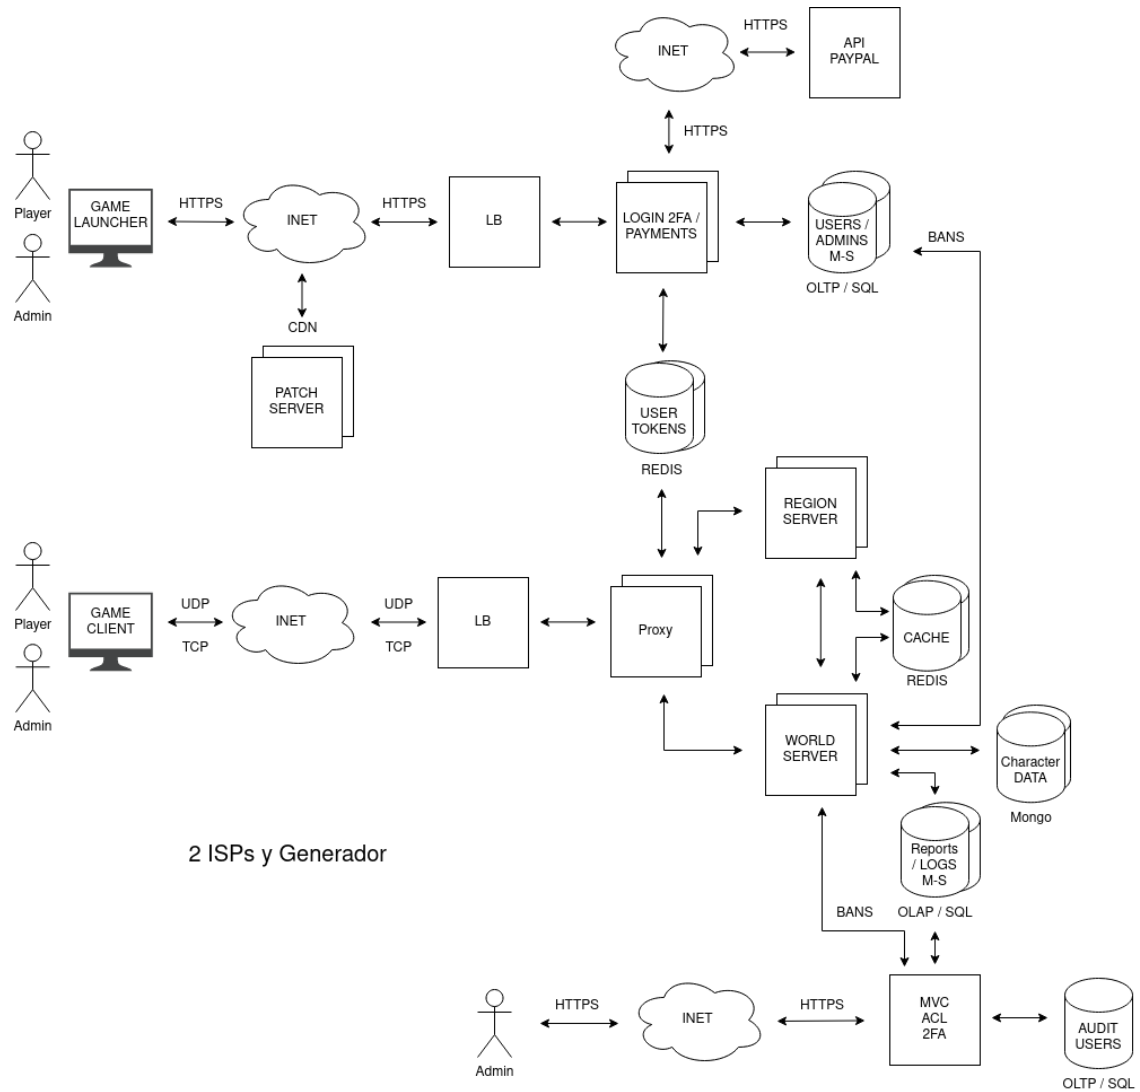 HTTPS
INET
API
PAYPAL
HTTPS
Player
GAME
LAUNCHER
HTTPS
INET
HTTPS
LB
LOGIN 2FA /
PAYMENTS
USERS /
ADMINS
M-S
BANS
OLTP / SQL
Admin
CDN
PATCH
SERVER
USER
TOKENS
REDIS
REGION
SERVER
Player
GAME
CLIENT
UDP
TCP
INET
UDP
TCP
LB
Proxy
CACHE
REDIS
Admin
WORLD
SERVER
Character
DATA
Mongo
2 ISPs y Generador
Reports
/ LOGS
M-S
BANS
OLAP / SQL
Admin
HTTPS
INET
HTTPS
MVC
ACL
2FA
AUDIT
USERS
OLTP / SQL